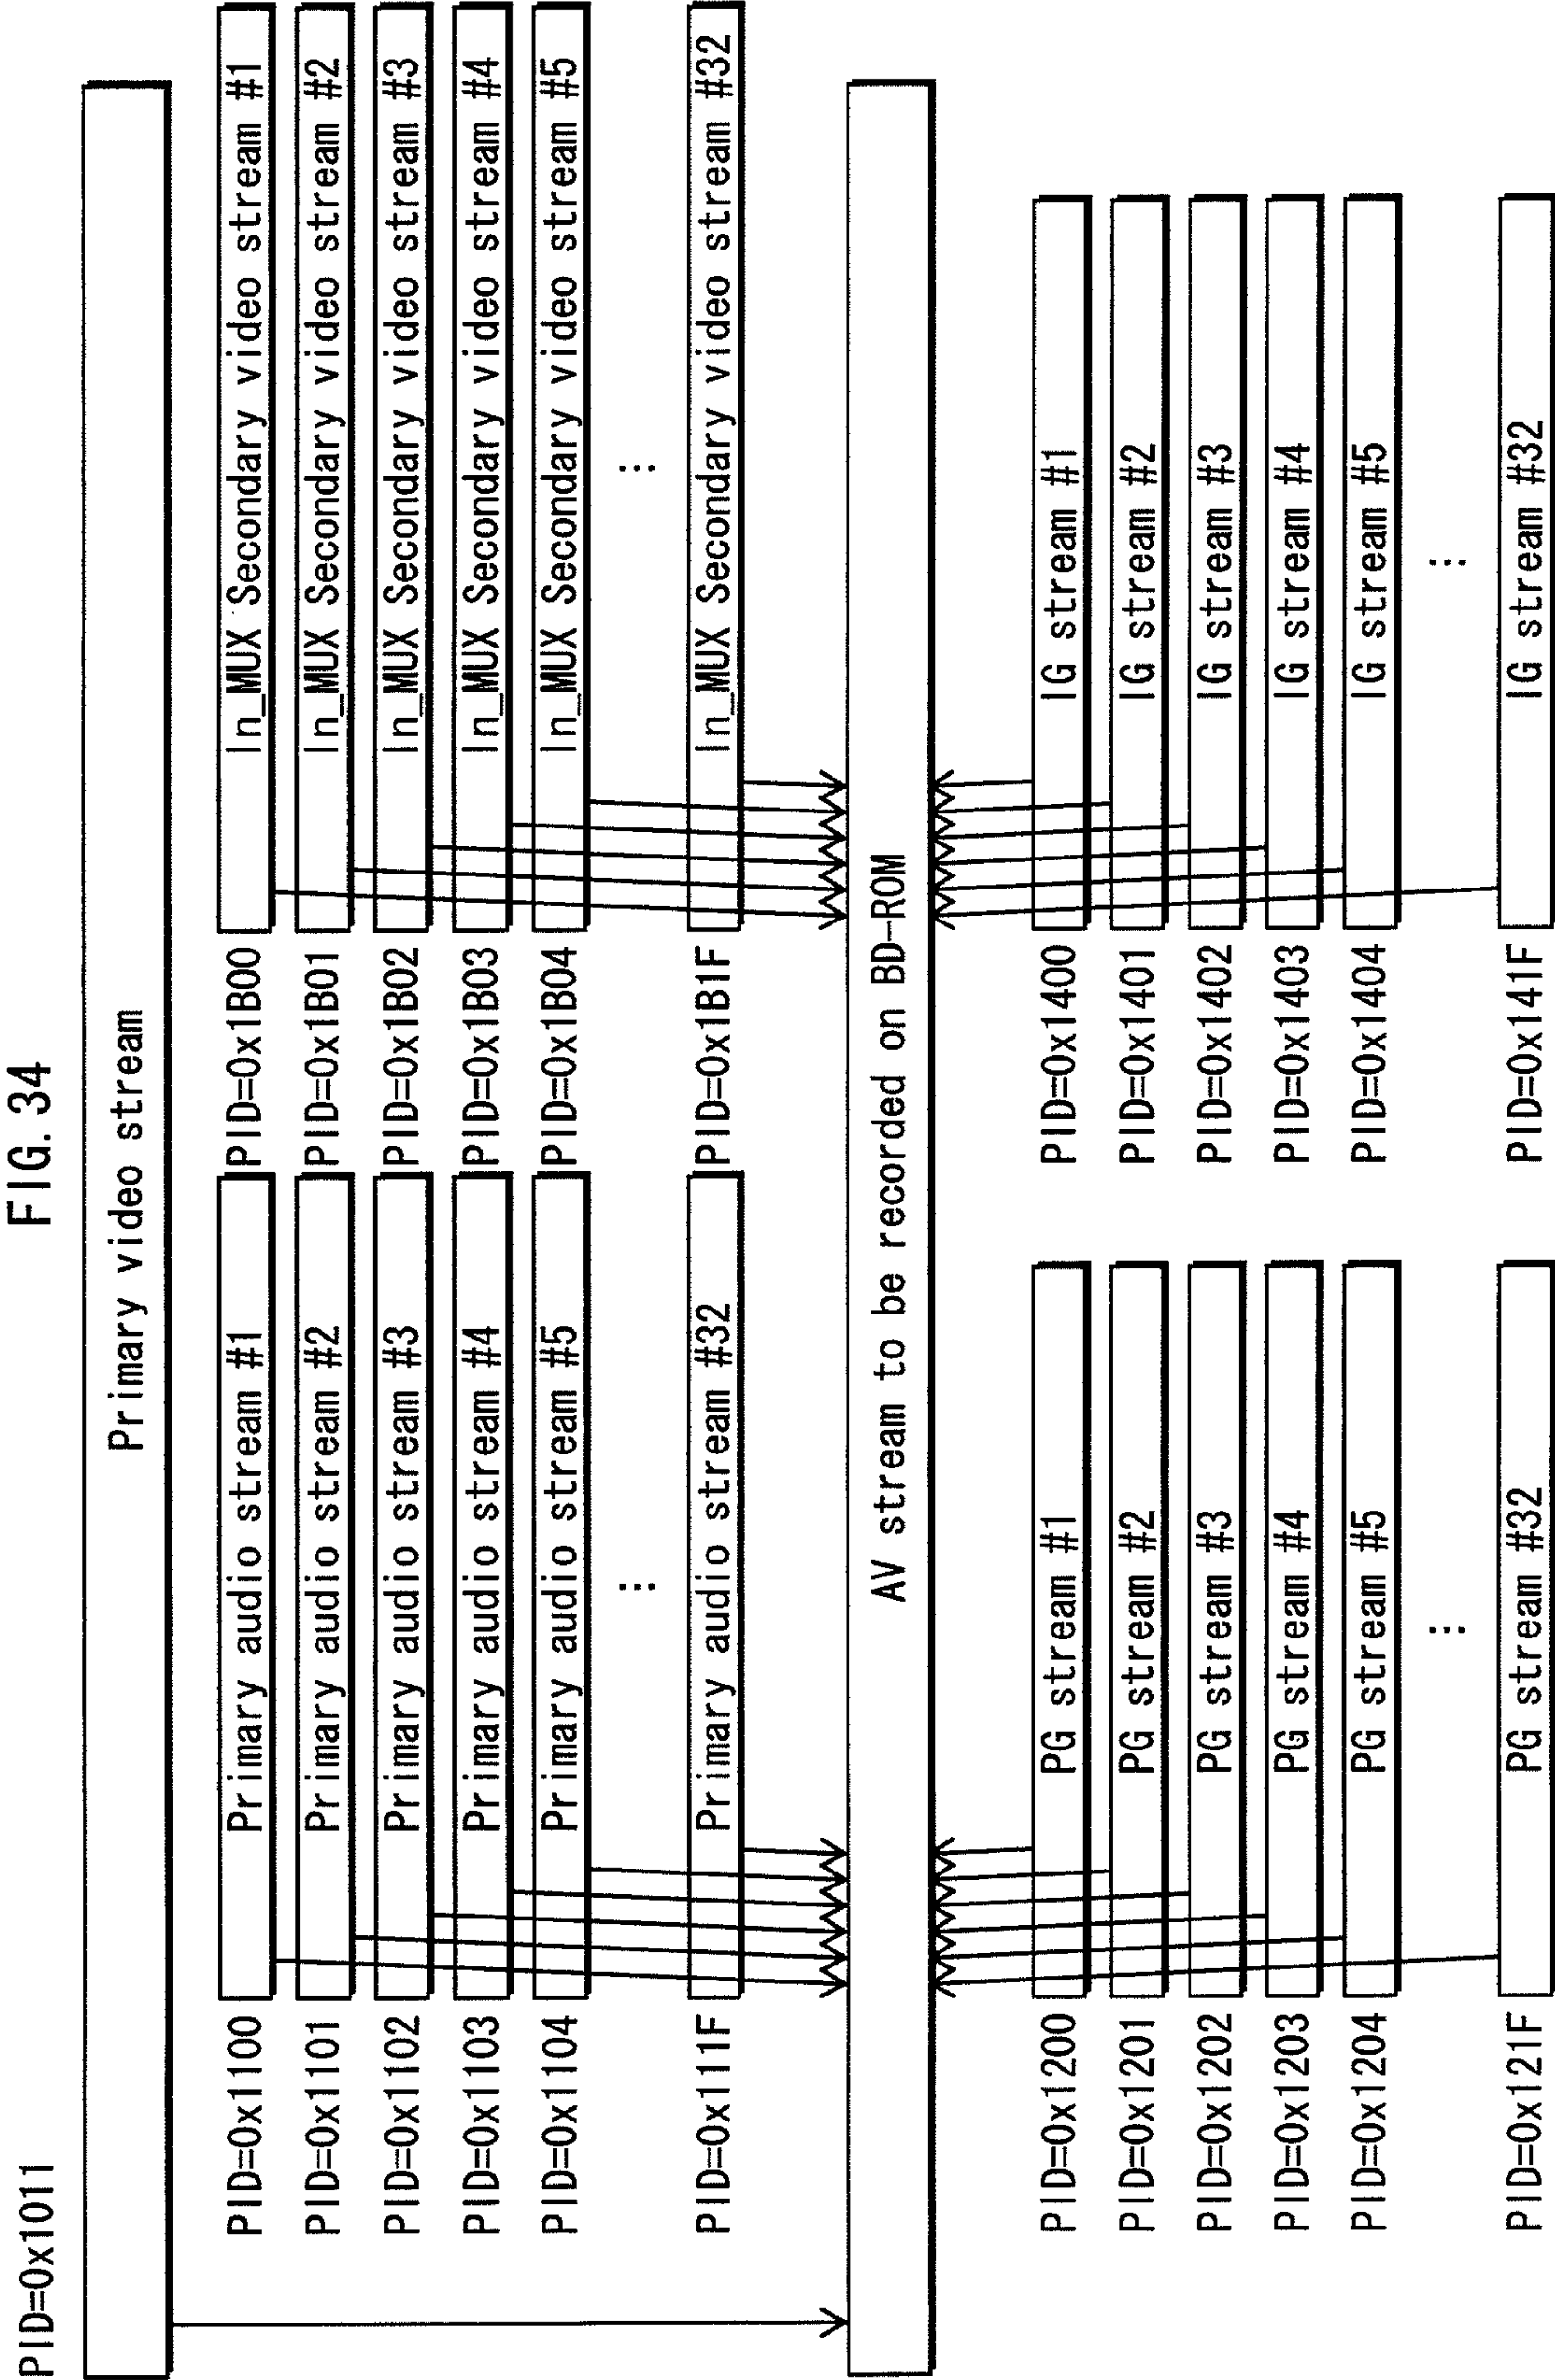 FIG. 34
PID=0x1011
Primary video stream
PID=0x1100 Primary audio stream #1 PID=0x1B00 In_MUX Secondary video stream #1
PID=0x1101 Primary audio stream #2 PID=0x1B01 In_MUX Secondary video stream #2
PID=0x1102 Primary audio stream #3 PID=0x1B02 In_MUX Secondary video stream #3
PID=0x1103 Primary audio stream #4 PID=0x1B03 In_MUX Secondary video stream #4
PID=0x1104 Primary audio stream #5 PID=0x1B04 In_MUX Secondary video stream #5
... ...
PID=0x111F Primary audio stream #32 PID=0x1B1F In_MUX Secondary video stream #32
AV stream to be recorded on BD-ROM
PID=0x1200 PG stream #1 PID=0x1400 IG stream #1
PID=0x1201 PG stream #2 PID=0x1401 IG stream #2
PID=0x1202 PG stream #3 PID=0x1402 IG stream #3
PID=0x1203 PG stream #4 PID=0x1403 IG stream #4
PID=0x1204 PG stream #5 PID=0x1404 IG stream #5
... ...
PID=0x121F PG stream #32 PID=0x141F IG stream #32